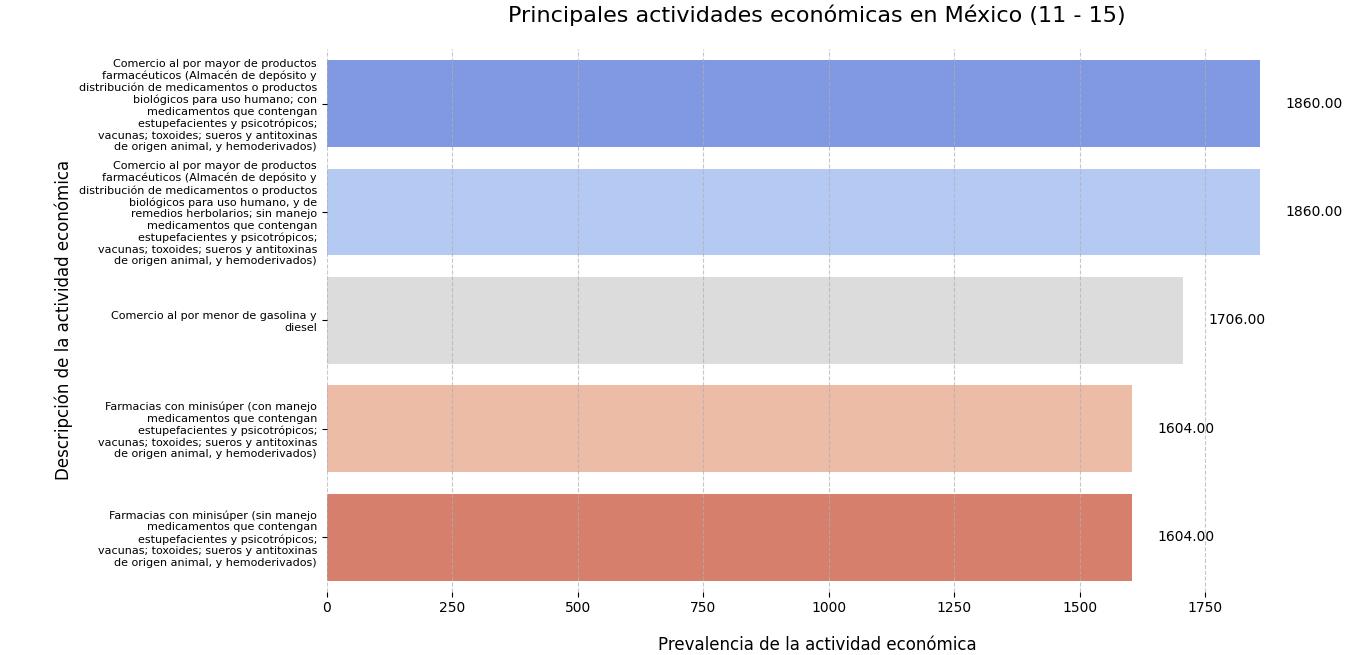 Principales actividades económicas en México (11 - 15)
Descripción de la actividad económica
Comercio al por mayor de productos
farmacéuticos (Almacén de depósito y
distribución de medicamentos o productos
biológicos para uso humano; con
medicamentos que contengan
estupefacientes y psicotrópicos;
vacunas; toxoides; sueros y antitoxinas
de origen animal, y hemoderivados)
1860.00
Comercio al por mayor de productos
farmacéuticos (Almacén de depósito y
distribución de medicamentos o productos
biológicos para uso humano, y de
remedios herbolarios; sin manejo
medicamentos que contengan
estupefacientes y psicotrópicos;
vacunas; toxoides; sueros y antitoxinas
de origen animal, y hemoderivados)
1860.00
Comercio al por menor de gasolina y
diesel
1706.00
Farmacias con minisúper (con manejo
medicamentos que contengan
estupefacientes y psicotrópicos;
vacunas; toxoides; sueros y antitoxinas
de origen animal, y hemoderivados)
1604.00
Farmacias con minisúper (sin manejo
medicamentos que contengan
estupefacientes y psicotrópicos;
vacunas; toxoides; sueros y antitoxinas
de origen animal, y hemoderivados)
1604.00
0 250 500 750 1000 1250 1500 1750
Prevalencia de la actividad económica